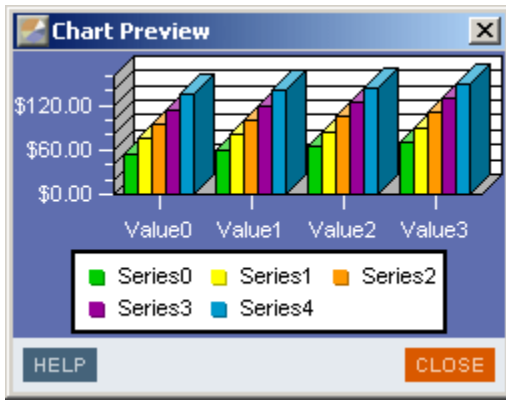 Chart Preview
$120.00
$60.00
$0.00
Value0 Value1 Value2 Value3
Series0 Series1 Series2
Series3 Series4
HELP CLOSE